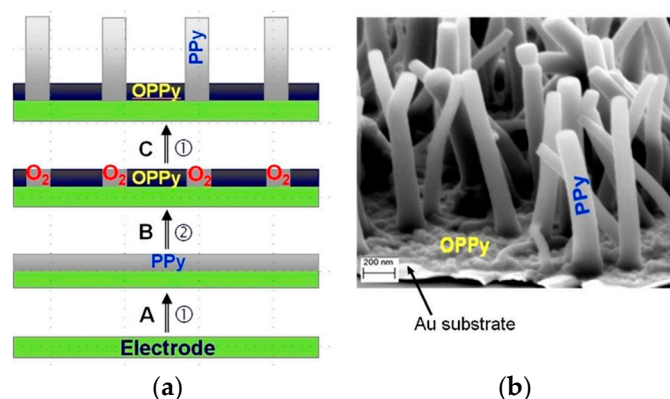 PPy
OPPy
C ①
O₂ O₂ OPPy O₂ O₂
B ②
PPy
A ①
Electrode
(a)
PPy
OPPy
200 nm
Au substrate
(b)